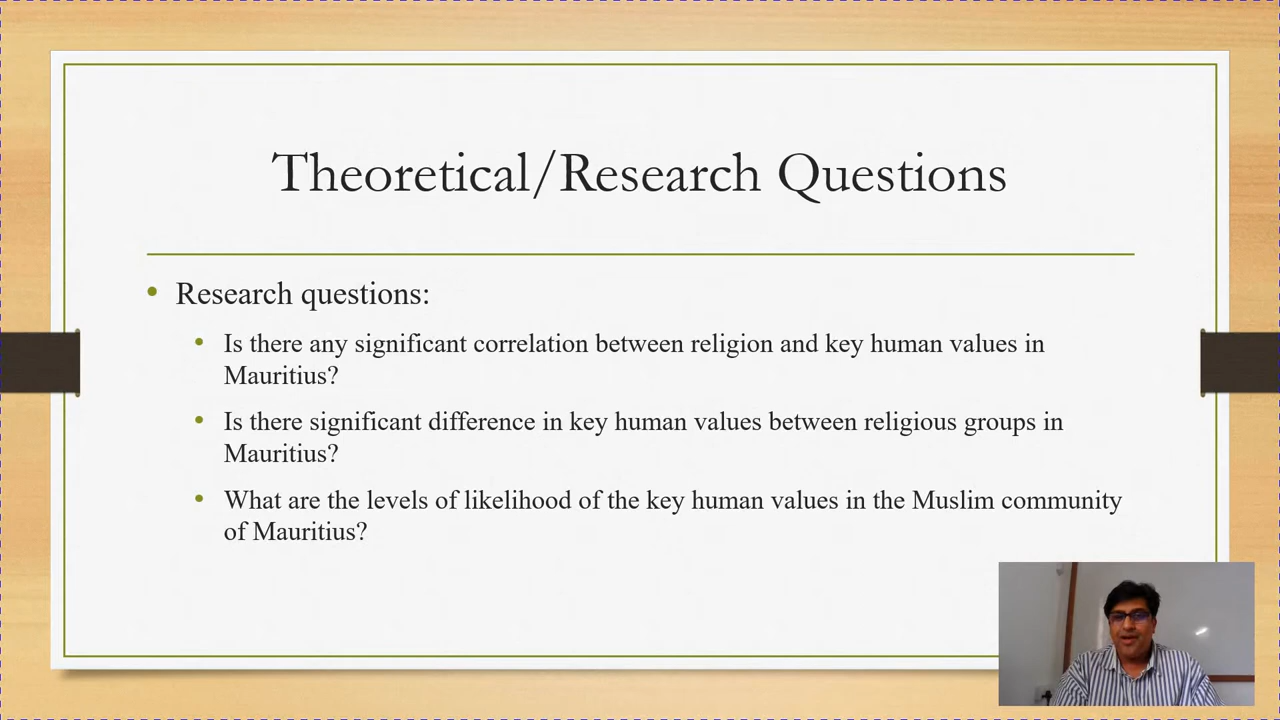 Theoretical/Research Questions
• Research questions:
• Is there any significant correlation between religion and key human values in
Mauritius?
• Is there significant difference in key human values between religious groups in
Mauritius?
• What are the levels of likelihood of the key human values in the Muslim community
of Mauritius?